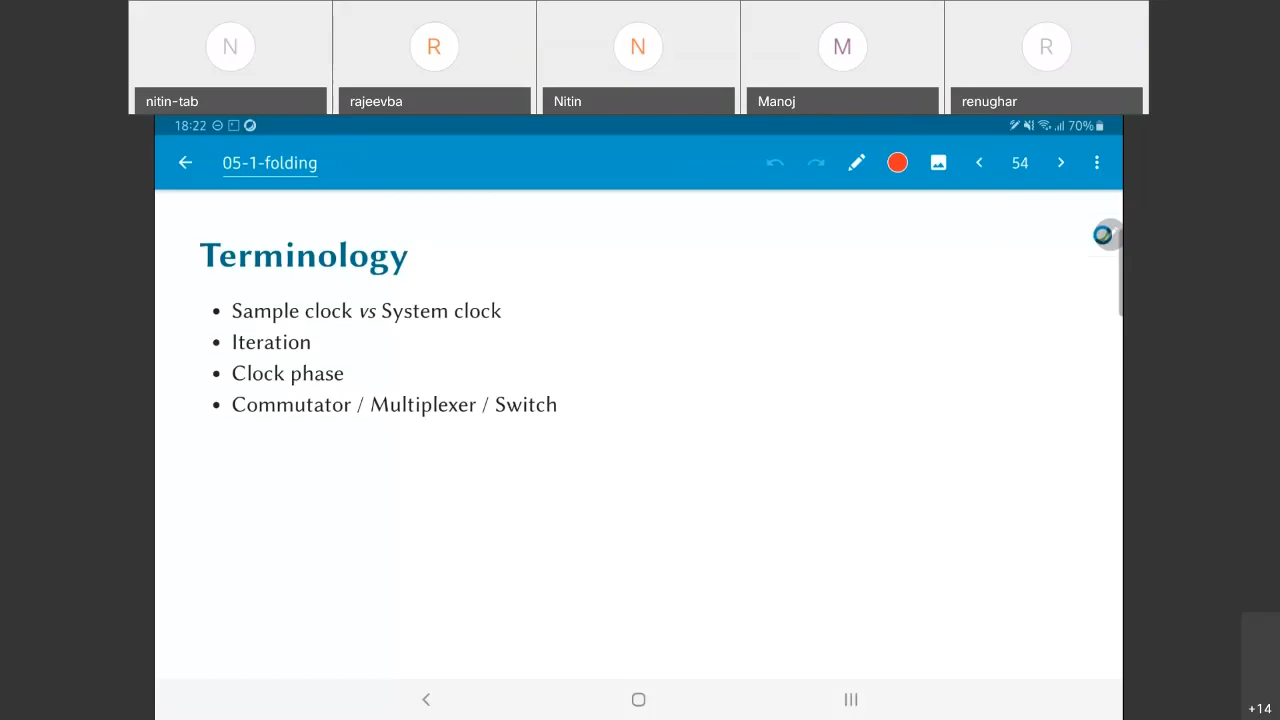 N R N M R
nitin-tab rajeevba Nitin Manoj renughar
18:22 70%
05-1-folding 54
Terminology
• Sample clock vs System clock
• Iteration
• Clock phase
• Commutator / Multiplexer / Switch
+14